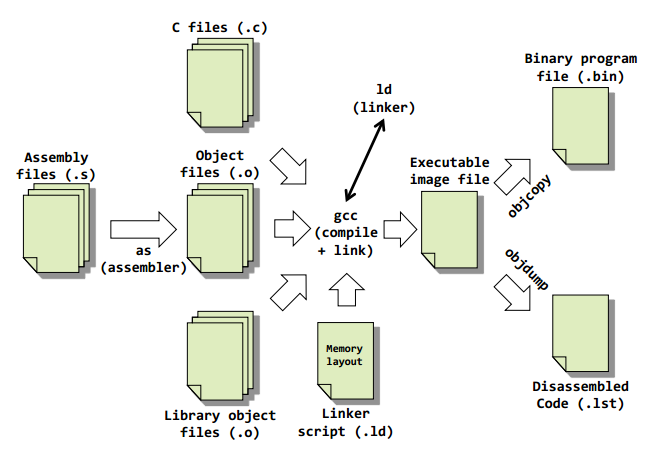 C files (.c)
Binary program
file (.bin)
ld
(linker)
Assembly
files (.s)
Object
files (.o)
Executable
image file
objcopy
gcc
(compile
+ link)
as
(assembler)
objdump
Memory
layout
Disassembled
Code (.lst)
Library object
files (.o)
Linker
script (.ld)